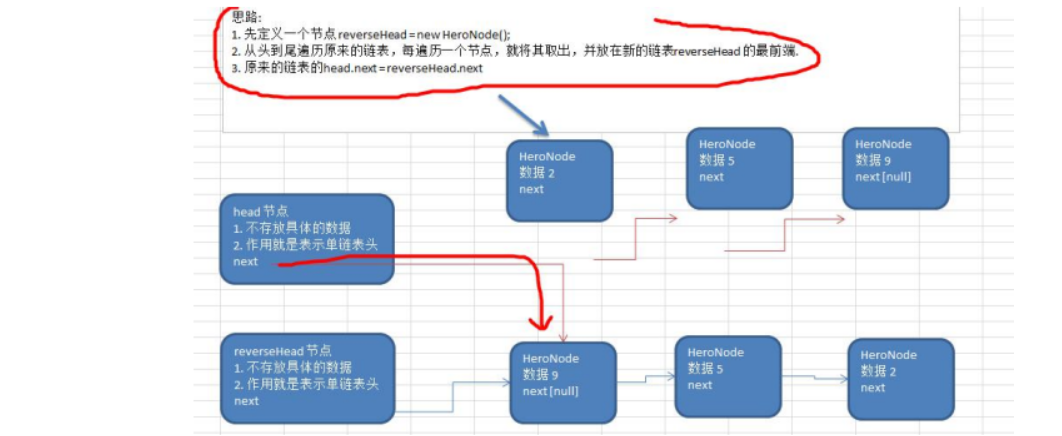 思路:
1. 先定义一个节点 reverseHead = new HeroNode();
2. 从头到尾遍历原来的链表，每遍历一个节点，就将其取出，并放在新的链表reverseHead 的最前端.
3. 原来的链表的head.next = reverseHead.next
HeroNode
数据 2
next
HeroNode
数据 5
next
HeroNode
数据 9
next [null]
head 节点
1. 不存放具体的数据
2. 作用就是表示单链表头
next
reverseHead 节点
1. 不存放具体的数据
2. 作用就是表示单链表头
next
HeroNode
数据 9
next [null]
HeroNode
数据 5
next
HeroNode
数据 2
next